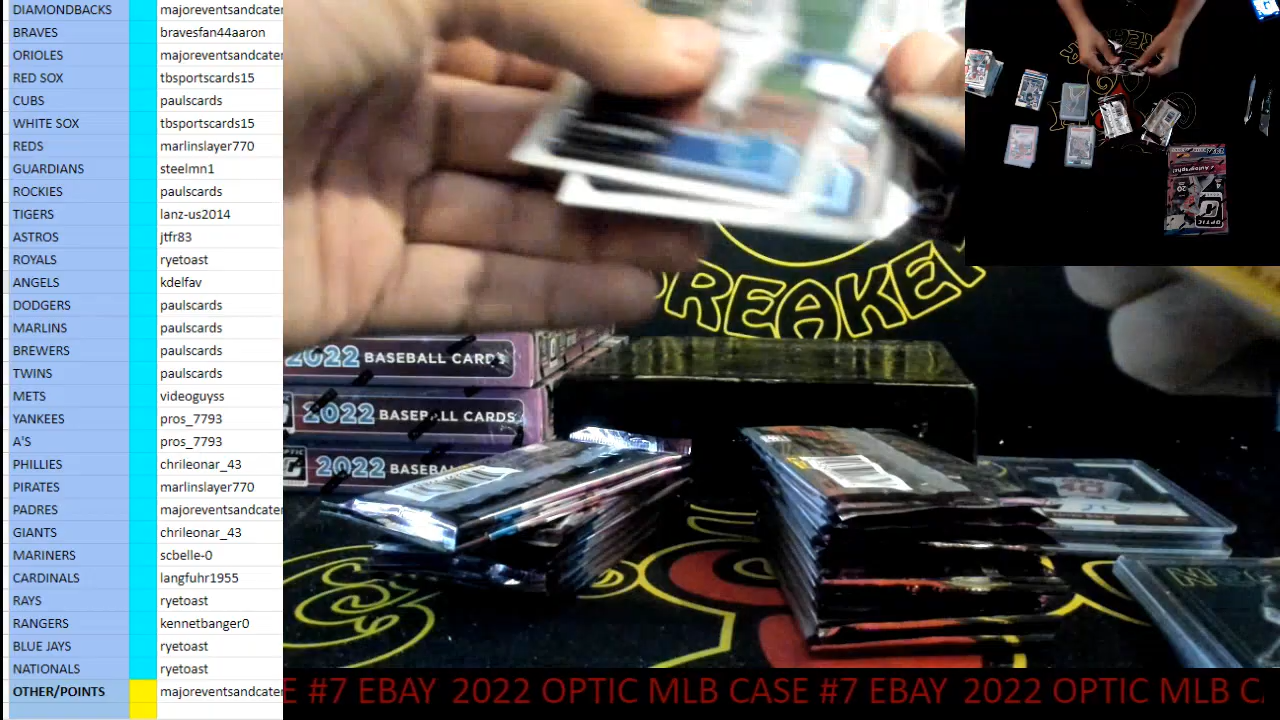 DIAMONDBACKS majoreventsandcater
BRAVES bravesfan44aaron
ORIOLES majoreventsandcater
RED SOX tbsportscards15
CUBS paulscards
WHITE SOX tbsportscards15
REDS marlinslayer770
GUARDIANS steelmn1
ROCKIES paulscards
TIGERS lanz-us2014
ASTROS jtfr83
ROYALS ryetoast
ANGELS kdelfav
DODGERS paulscards
MARLINS paulscards
BREWERS paulscards
TWINS paulscards
METS videoguyss
YANKEES pros_7793
A'S pros_7793
PHILLIES chrileonar_43
PIRATES marlinslayer770
PADRES majoreventsandcater
GIANTS chrileonar_43
MARINERS scbelle-0
CARDINALS langfuhr1955
RAYS ryetoast
RANGERS kennetbanger0
BLUE JAYS ryetoast
NATIONALS ryetoast
OTHER/POINTS majoreventsandcater
BREAKE
2022 BASEBALL CARDS
2022 BASEBALL CARDS
2022 BASEBA
OPTIC
E #7 EBAY 2022 OPTIC MLB CASE #7 EBAY 2022 OPTIC MLB C